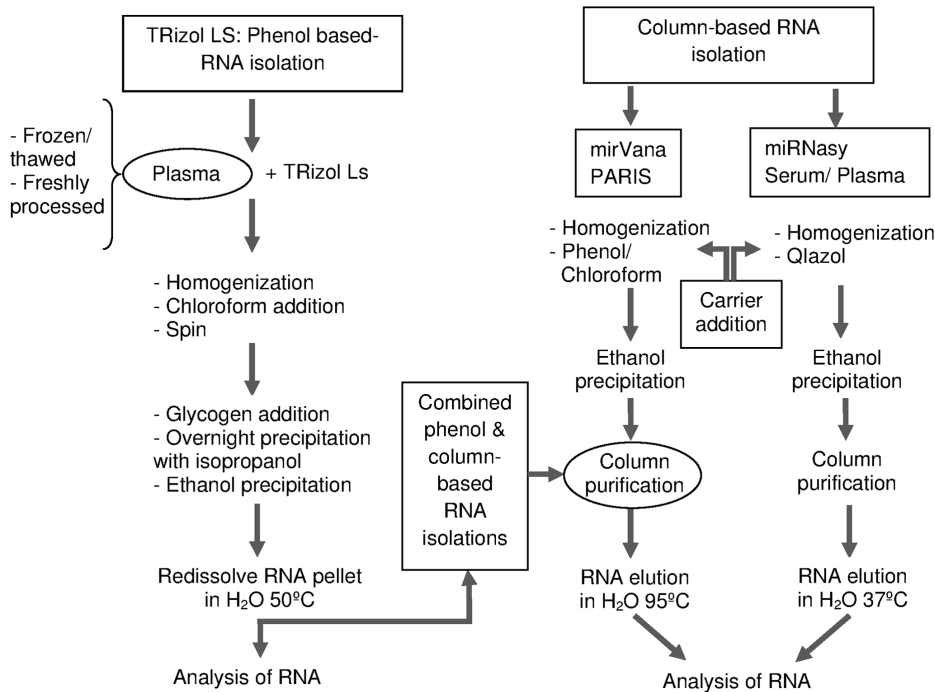 TRizol LS: Phenol based-
RNA isolation
- Frozen/
thawed
- Freshly
processed
Plasma
+ TRizol Ls
- Homogenization
- Chloroform addition
- Spin
- Glycogen addition
- Overnight precipitation
with isopropanol
- Ethanol precipitation
Redissolve RNA pellet
in H₂O 50ºC
Analysis of RNA
Combined
phenol &
column-
based
RNA
isolations
Column-based RNA
isolation
mirVana
PARIS
- Homogenization
- Phenol/
Chloroform
Carrier
addition
Ethanol
precipitation
Column
purification
RNA elution
in H₂O 95ºC
miRNasy
Serum/ Plasma
- Homogenization
- Qlazol
Ethanol
precipitation
Column
purification
RNA elution
in H₂O 37ºC
Analysis of RNA